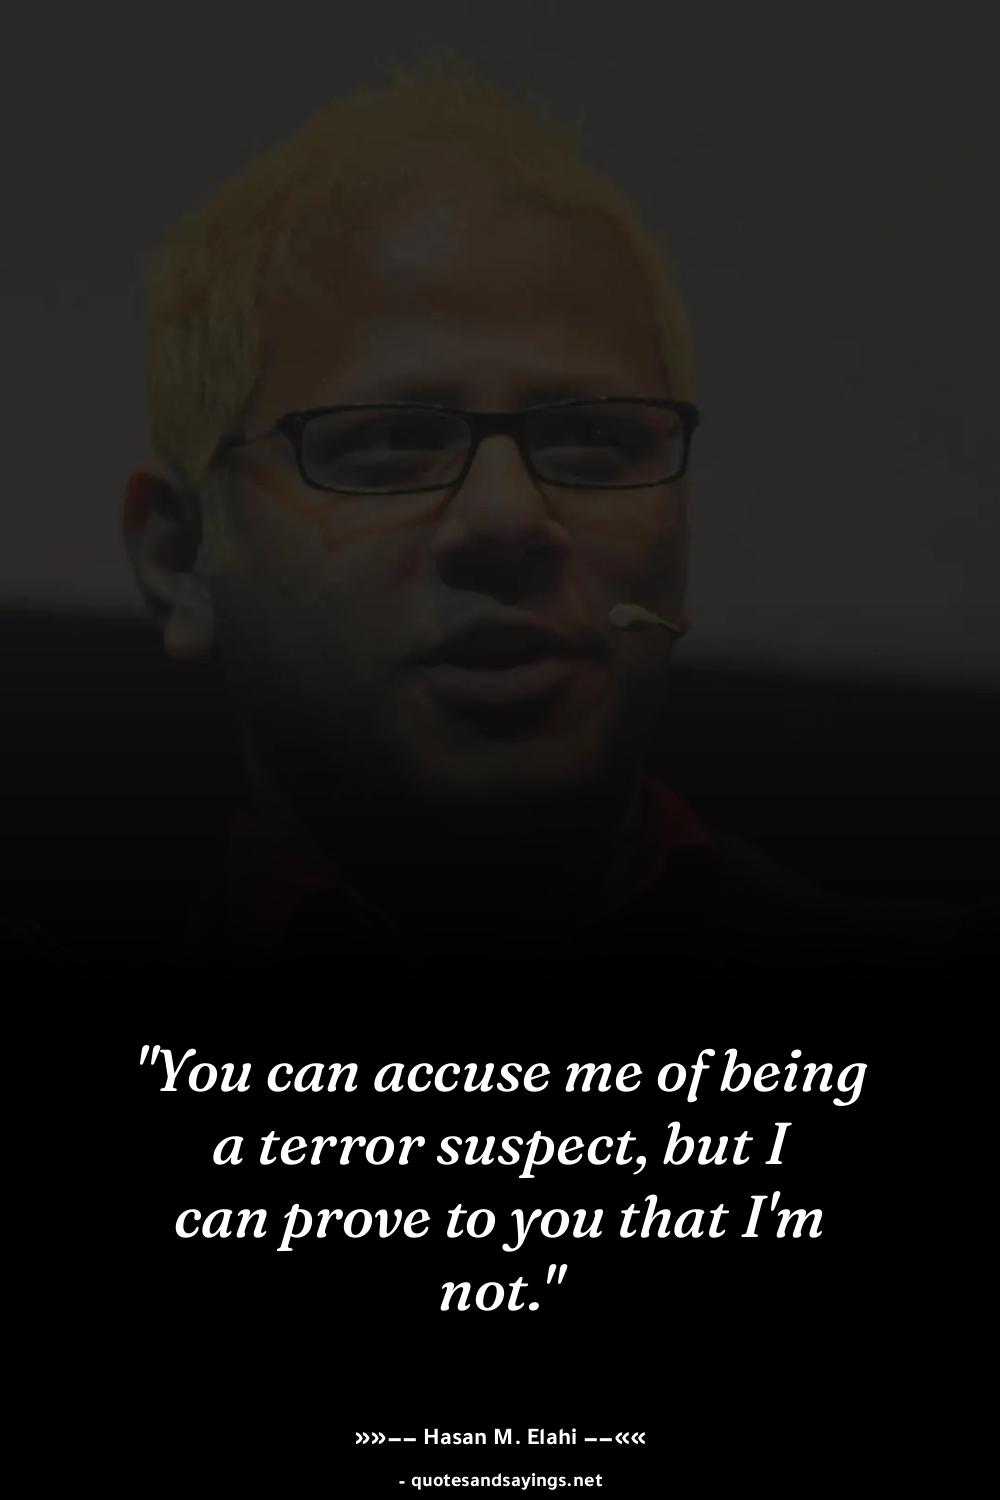 "You can accuse me of being
a terror suspect, but I
can prove to you that I'm
not."
»»–– Hasan M. Elahi ––««
- quotesandsayings.net